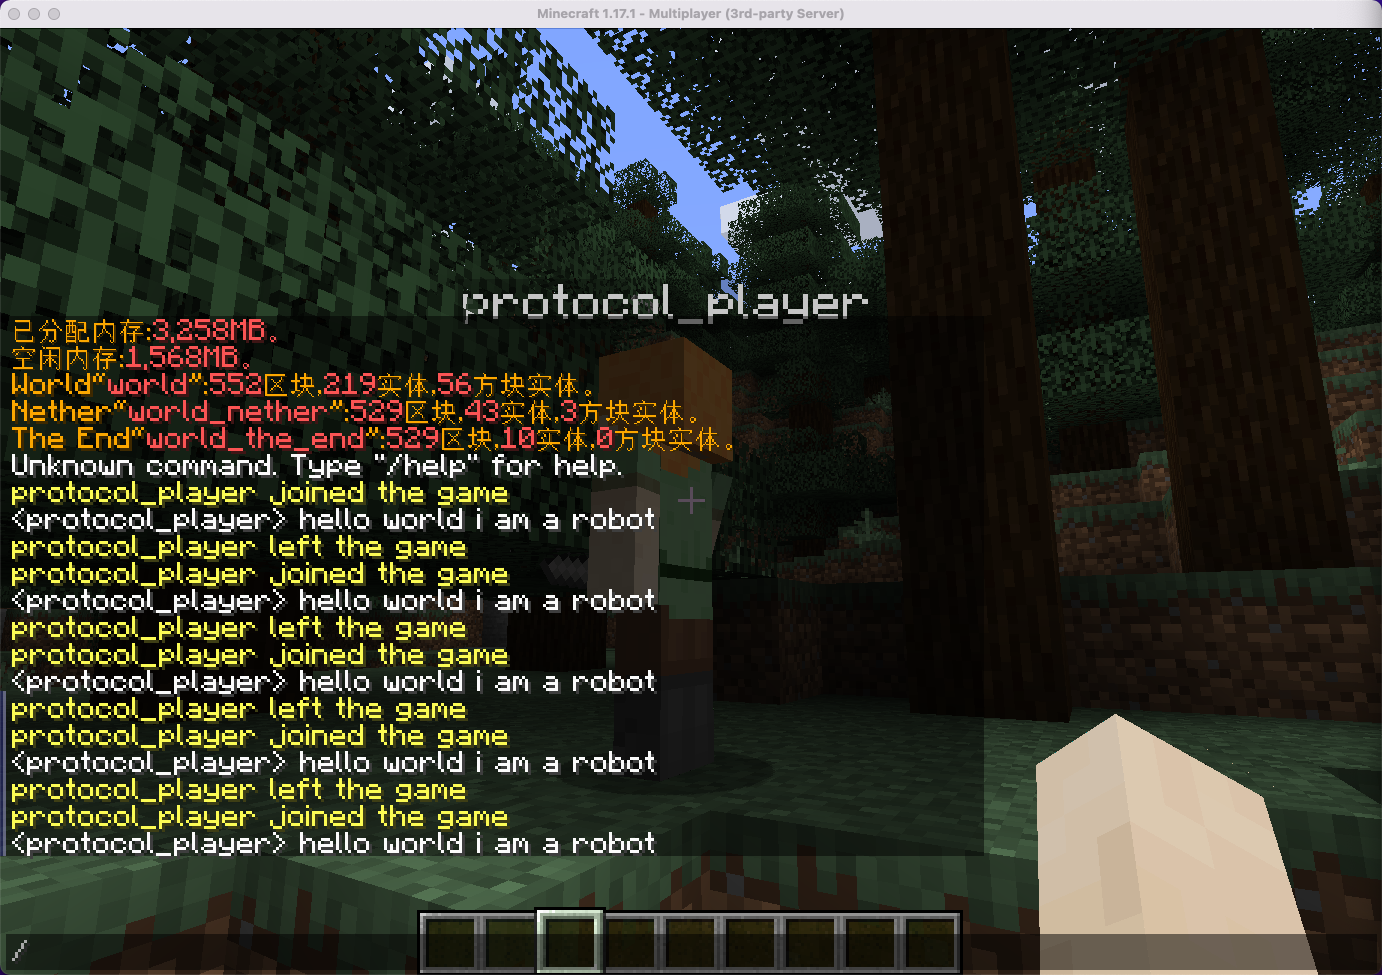 Minecraft 1.17.1 - Multiplayer (3rd-party Server)
protocol_player
已分配内存:3,258MB。
空闲内存:1,568MB。
World“world”:552区块,219实体,56方块实体。
Nether“world_nether”:529区块,43实体,3方块实体。
The End“world_the_end”:529区块,10实体,0方块实体。
Unknown command. Type "/help" for help.
protocol_player joined the game
<protocol_player> hello world i am a robot
protocol_player left the game
protocol_player joined the game
<protocol_player> hello world i am a robot
protocol_player left the game
protocol_player joined the game
<protocol_player> hello world i am a robot
protocol_player left the game
protocol_player joined the game
<protocol_player> hello world i am a robot
protocol_player left the game
protocol_player joined the game
<protocol_player> hello world i am a robot
/